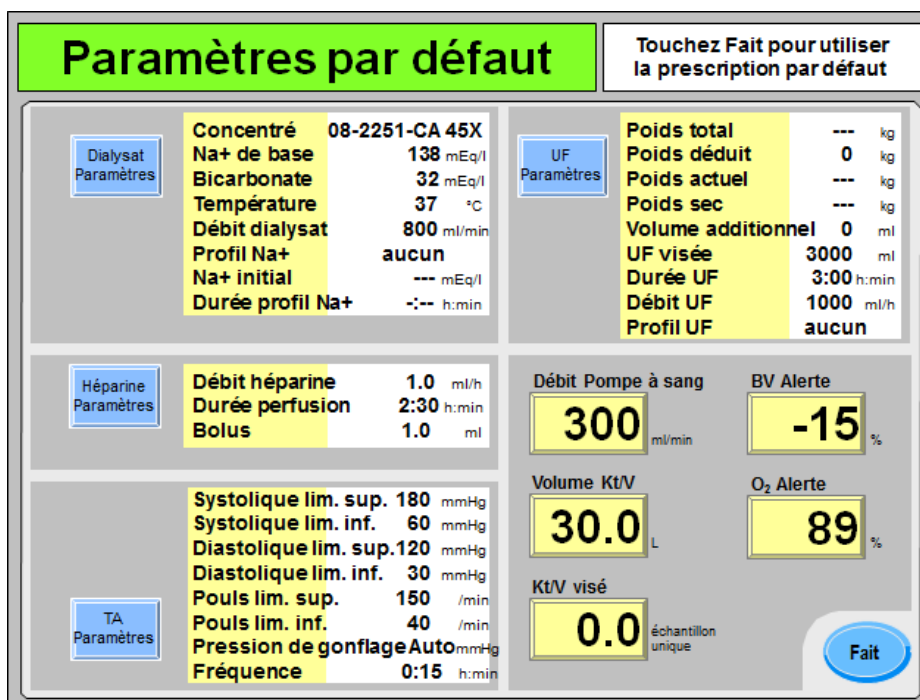 Paramètres par défaut
Touchez Fait pour utiliser
la prescription par défaut
Dialysat
Paramètres
Concentré 08-2251-CA 45X
Na+ de base 138 mEq/l
Bicarbonate 32 mEq/l
Température 37 °C
Débit dialysat 800 ml/min
Profil Na+ aucun
Na+ initial --- mEq/l
Durée profil Na+ -:-- h:min
UF
Paramètres
Poids total --- kg
Poids déduit 0 kg
Poids actuel --- kg
Poids sec --- kg
Volume additionnel 0 ml
UF visée 3000 ml
Durée UF 3:00 h:min
Débit UF 1000 ml/h
Profil UF aucun
Héparine
Paramètres
Débit héparine 1.0 ml/h
Durée perfusion 2:30 h:min
Bolus 1.0 ml
TA
Paramètres
Systolique lim. sup. 180 mmHg
Systolique lim. inf. 60 mmHg
Diastolique lim. sup. 120 mmHg
Diastolique lim. inf. 30 mmHg
Pouls lim. sup. 150 /min
Pouls lim. inf. 40 /min
Pression de gonflage Auto mmHg
Fréquence 0:15 h:min
Débit Pompe à sang
300 ml/min
BV Alerte
-15 %
Volume Kt/V
30.0 L
O₂ Alerte
89 %
Kt/V visé
0.0 échantillon
unique
Fait